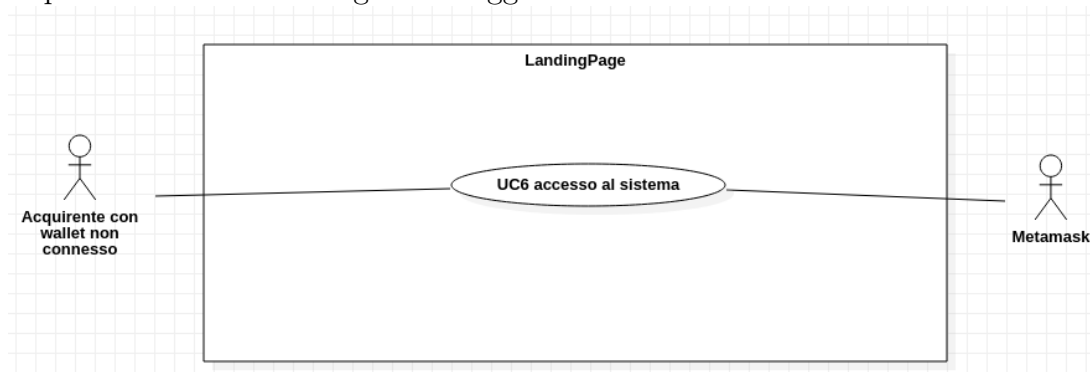 LandingPage
UC6 accesso al sistema
Acquirente con
wallet non
connesso
Metamask